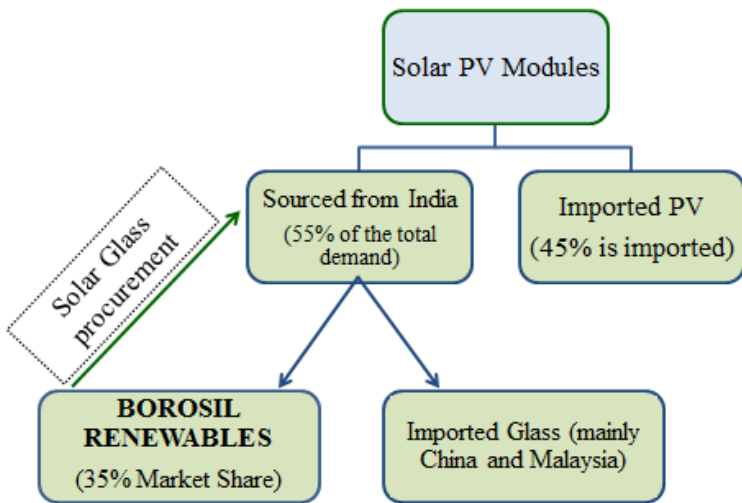 Solar PV Modules
Sourced from India
(55% of the total
demand)
Imported PV
(45% is imported)
Solar Glass
procurement
BOROSIL
RENEWABLES
(35% Market Share)
Imported Glass (mainly
China and Malaysia)